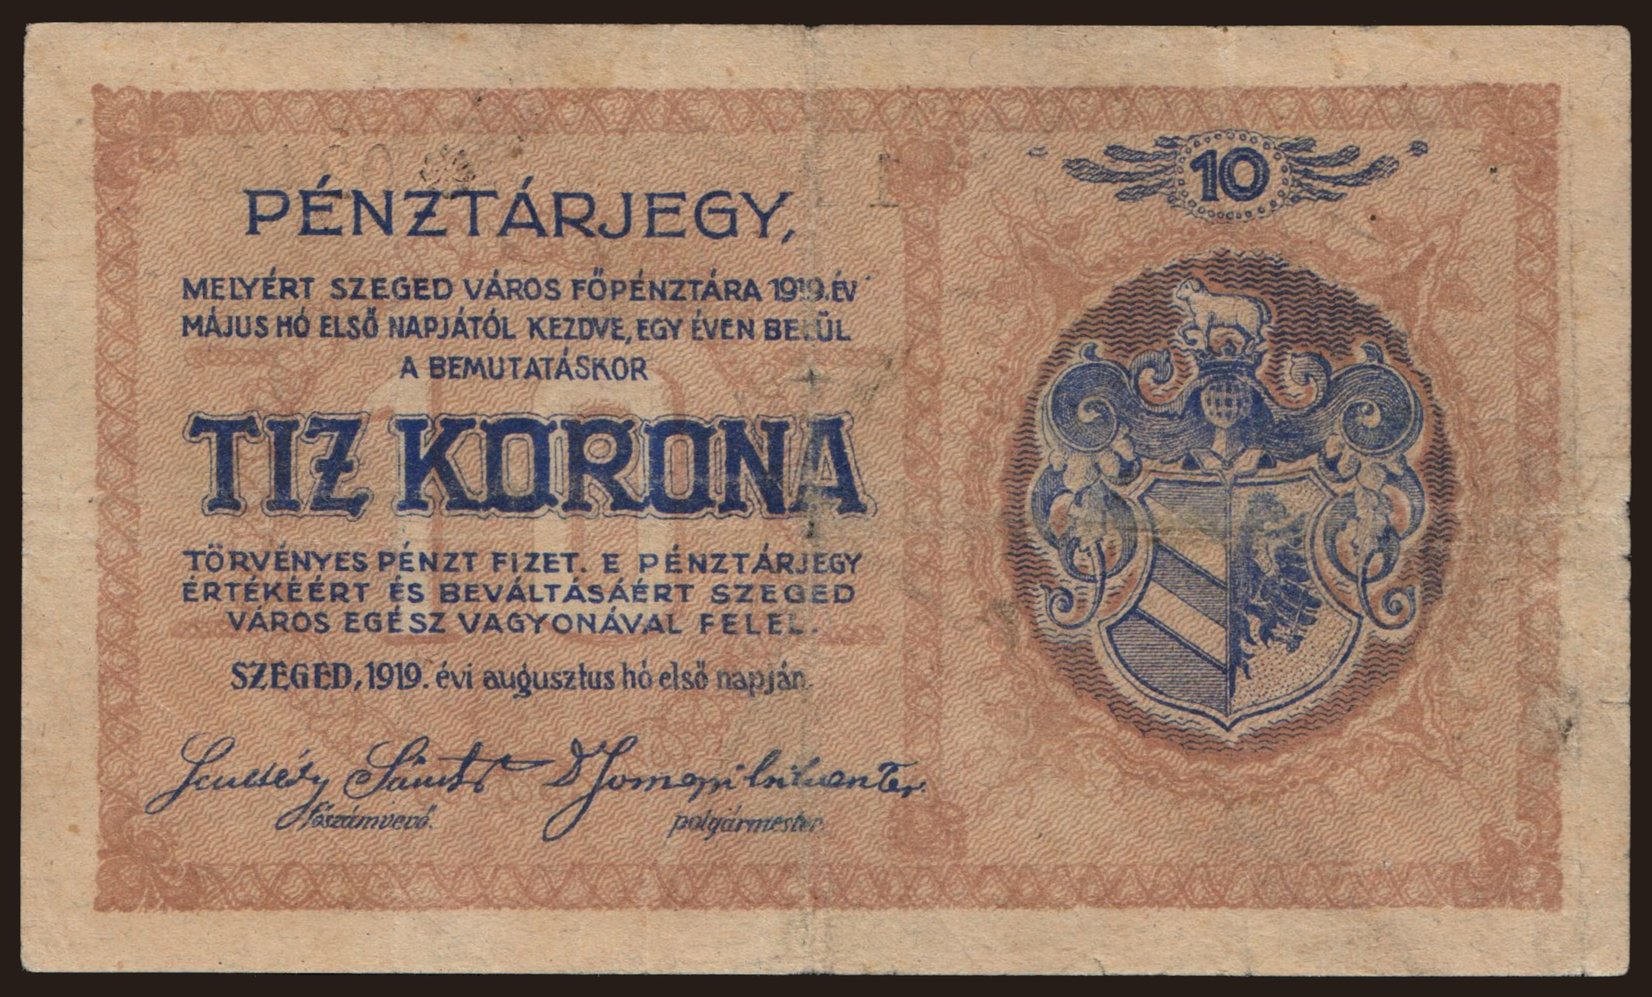 PÉNZTÁRJEGY,
MELYÉRT SZEGED VÁROS FŐPÉNZTÁRA 1919. ÉV
MÁJUS HÓ ELSŐ NAPJÁTÓL KEZDVE, EGY ÉVEN BELÜL
A BEMUTATÁSKOR
10
TIZ KORONA
TÖRVÉNYES PÉNZT FIZET. E PÉNZTÁRJEGY
ÉRTÉKÉÉRT ÉS BEVÁLTÁSÁÉRT SZEGED
VÁROS EGÉSZ VAGYONÁVAL FELEL.
SZEGED, 1919. évi augusztus hó első napján.
főszámvevő.
polgármester
10